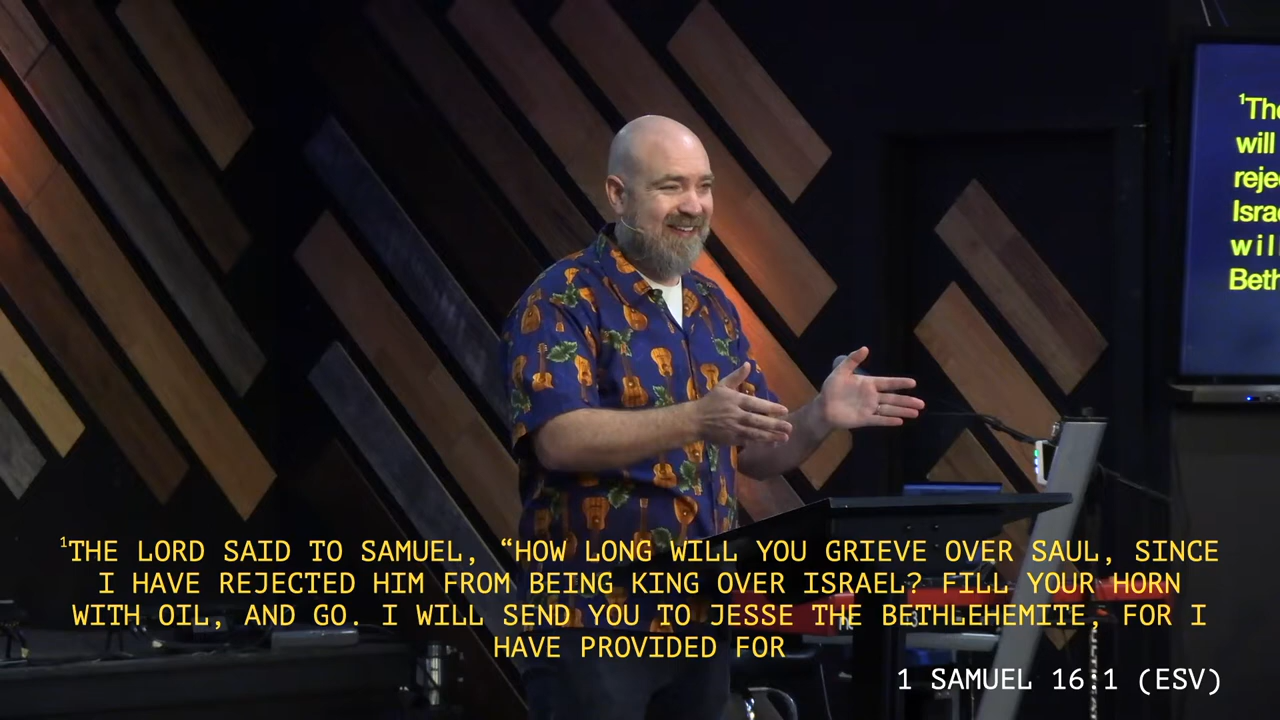 ¹The
will
reje
Isra
will
Beth
¹THE LORD SAID TO SAMUEL, “HOW LONG WILL YOU GRIEVE OVER SAUL, SINCE
I HAVE REJECTED HIM FROM BEING KING OVER ISRAEL? FILL YOUR HORN
WITH OIL, AND GO. I WILL SEND YOU TO JESSE THE BETHLEHEMITE, FOR I
HAVE PROVIDED FOR
1 SAMUEL 16:1 (ESV)